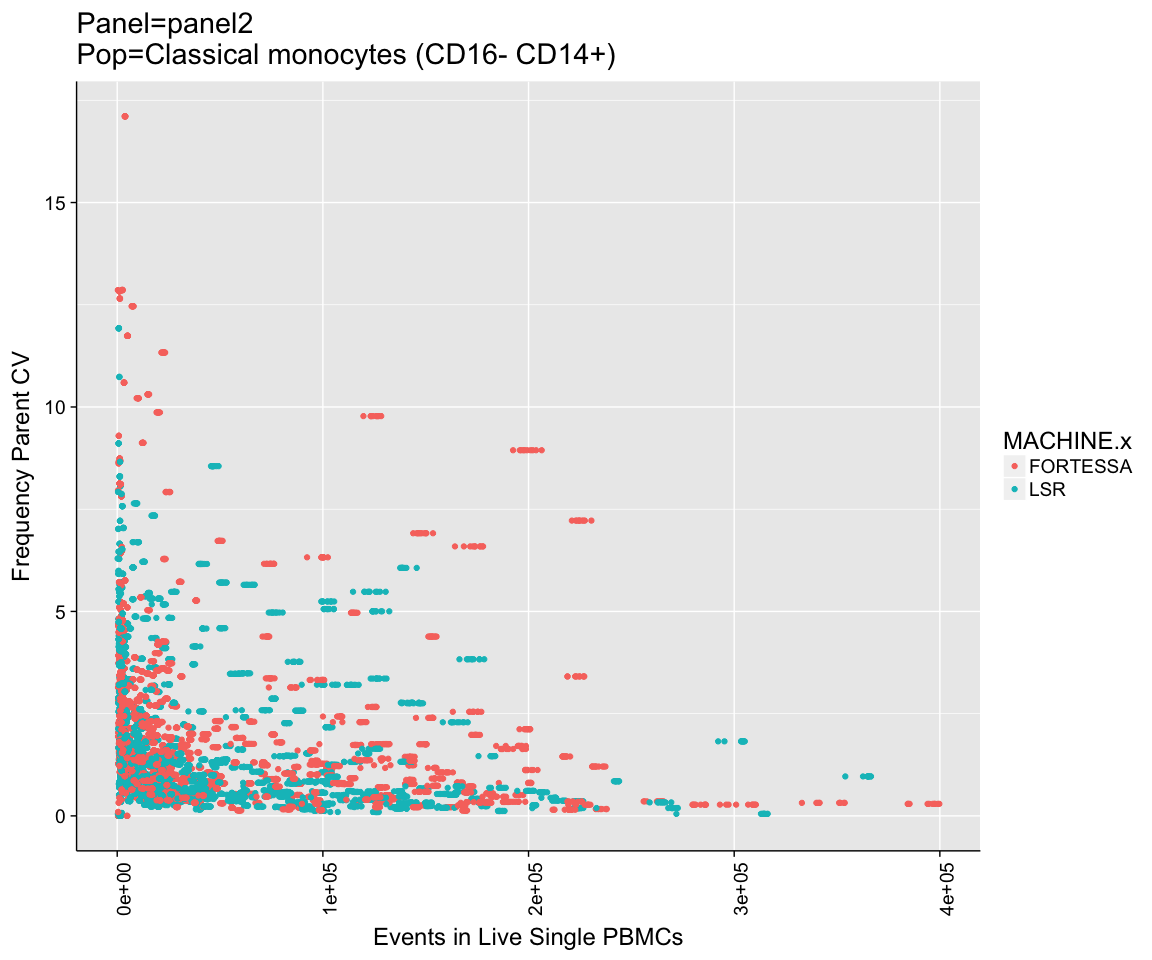 Panel=panel2
Pop=Classical monocytes (CD16- CD14+)
Frequency Parent CV
15
10
5
0
0e+00
1e+05
2e+05
3e+05
4e+05
Events in Live Single PBMCs
MACHINE.x
FORTESSA
LSR